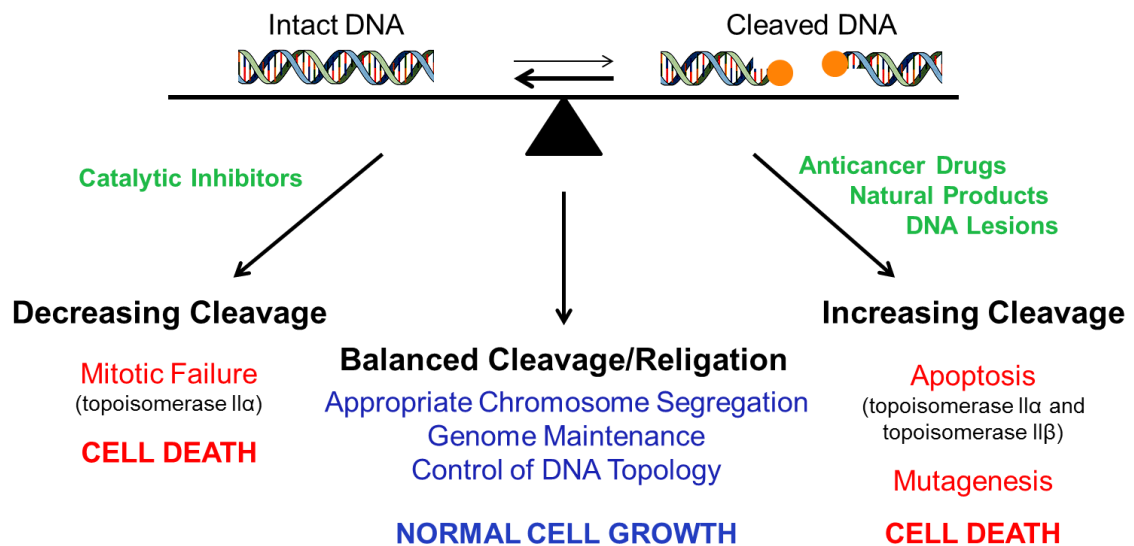 Intact DNA
Cleaved DNA
Catalytic Inhibitors
Anticancer Drugs
Natural Products
DNA Lesions
Decreasing Cleavage
Mitotic Failure
(topoisomerase IIα)
CELL DEATH
Balanced Cleavage/Religation
Appropriate Chromosome Segregation
Genome Maintenance
Control of DNA Topology
NORMAL CELL GROWTH
Increasing Cleavage
Apoptosis
(topoisomerase IIα and
topoisomerase IIβ)
Mutagenesis
CELL DEATH